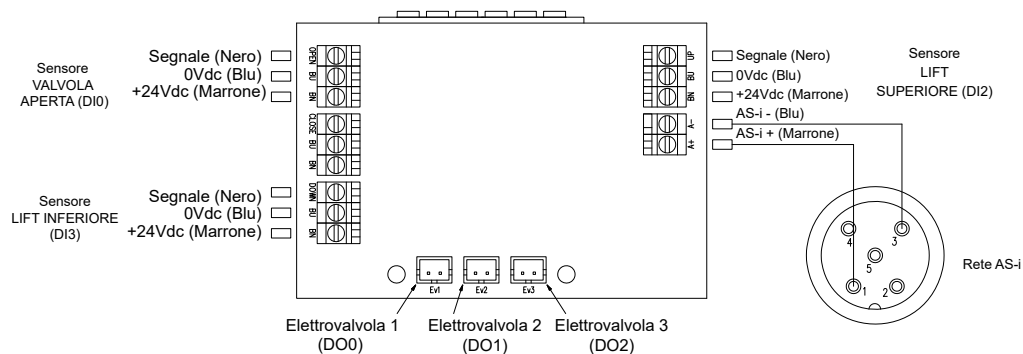 Sensore
VALVOLA
APERTA (DI0)
Segnale (Nero)
0Vdc (Blu)
+24Vdc (Marrone)
OPEN
BU
BN
CLOSE
BU
BN
Sensore
LIFT INFERIORE
(DI3)
Segnale (Nero)
0Vdc (Blu)
+24Vdc (Marrone)
DOWN
BU
BN
UP
BU
BN
A-
A+
Segnale (Nero)
0Vdc (Blu)
+24Vdc (Marrone)
AS-i - (Blu)
AS-i + (Marrone)
Sensore
LIFT
SUPERIORE (DI2)
4
3
5
1
2
Rete AS-i
Ev1
Ev2
Ev3
Elettrovalvola 1
(DO0)
Elettrovalvola 2
(DO1)
Elettrovalvola 3
(DO2)